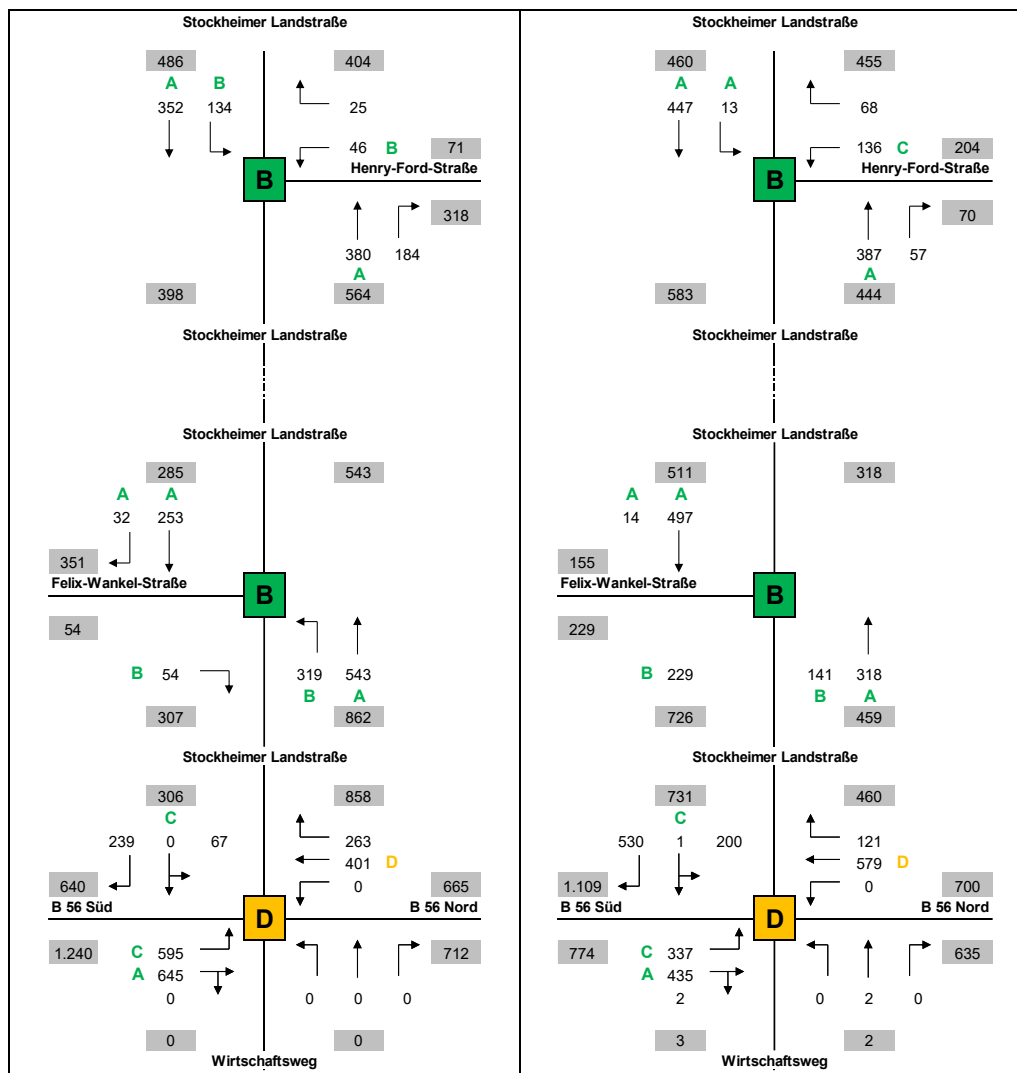 Stockheimer Landstraße
486 404
A B
352 134 25
46 B 71
Henry-Ford-Straße
B
318
380 184
A
398 564
Stockheimer Landstraße
Stockheimer Landstraße
285 543
A A
32 253
351
Felix-Wankel-Straße
B
54
B 54 319 543
B A
307 862
Stockheimer Landstraße
306 858
C
239 0 67 263
401 D
640 0 665
B 56 Süd B 56 Nord
D
1.240 C 595 712
A 645
0 0 0 0
0 0
Wirtschaftsweg
Stockheimer Landstraße
460 455
A A
447 13 68
136 C 204
Henry-Ford-Straße
B
70
387 57
A
583 444
Stockheimer Landstraße
Stockheimer Landstraße
511 318
A A
14 497
155
Felix-Wankel-Straße
B
229
B 229 141 318
B A
726 459
Stockheimer Landstraße
731 460
C
530 1 200 121
579 D
1.109 0 700
B 56 Süd B 56 Nord
D
774 C 337 635
A 435
2 0 2 0
3 2
Wirtschaftsweg